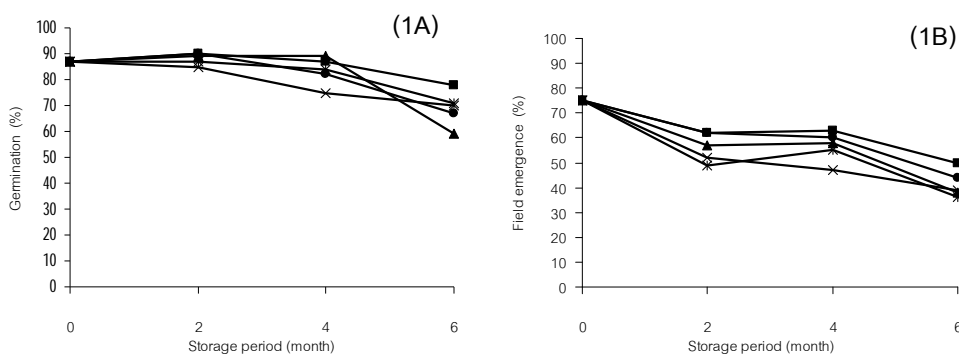 (1A)
100
90
80
70
60
50
40
30
20
10
0
Germination (%)
0 2 4 6
Storage period (month)
(1B)
100
90
80
70
60
50
40
30
20
10
0
Field emergence (%)
0 2 4 6
Storage period (month)